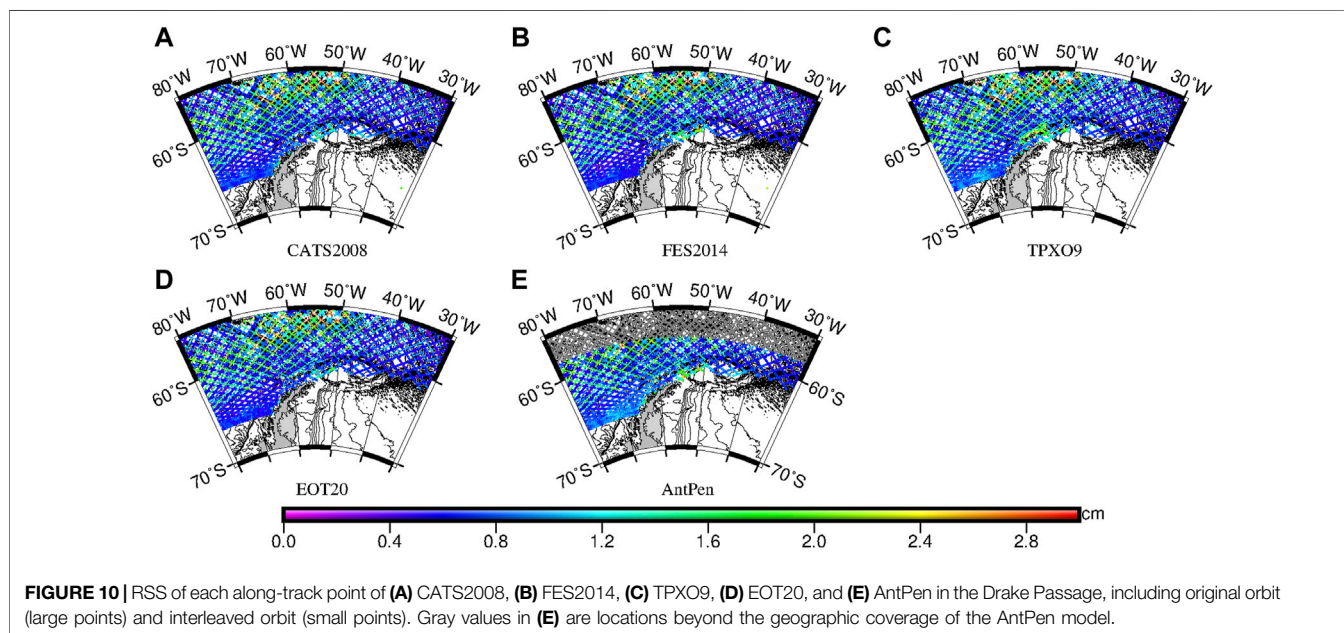 A
B
C
80°W 70°W 60°W 50°W 40°W 30°W
80°W 70°W 60°W 50°W 40°W 30°W
80°W 70°W 60°W 50°W 40°W 30°W
60°S
60°S
60°S
70°S
70°S
70°S
CATS2008
FES2014
TPXO9
D
E
80°W 70°W 60°W 50°W 40°W 30°W
80°W 70°W 60°W 50°W 40°W 30°W
60°S
60°S
60°S
70°S
70°S
70°S
EOT20
AntPen
cm
0.0 0.4 0.8 1.2 1.6 2.0 2.4 2.8
FIGURE 10 | RSS of each along-track point of (A) CATS2008, (B) FES2014, (C) TPXO9, (D) EOT20, and (E) AntPen in the Drake Passage, including original orbit
(large points) and interleaved orbit (small points). Gray values in (E) are locations beyond the geographic coverage of the AntPen model.